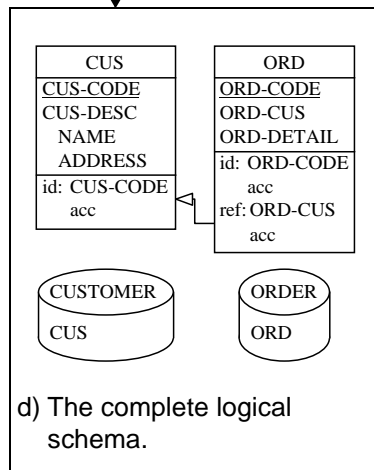 CUS
CUS-CODE
CUS-DESC
NAME
ADDRESS
id: CUS-CODE
acc
ORD
ORD-CODE
ORD-CUS
ORD-DETAIL
id: ORD-CODE
acc
ref: ORD-CUS
acc
CUSTOMER
CUS
ORDER
ORD
d) The complete logical
schema.